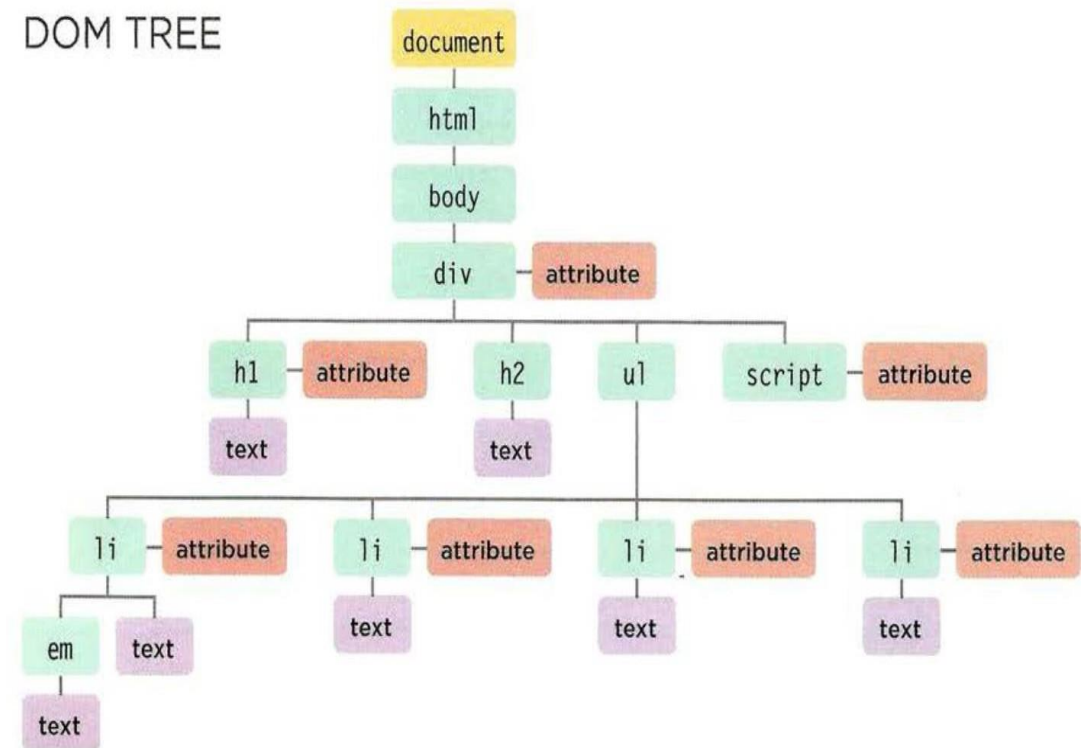 DOM TREE
document
html
body
div
attribute
h1
attribute
h2
ul
script
attribute
text
text
li
attribute
li
attribute
li
attribute
li
attribute
em
text
text
text
text
text